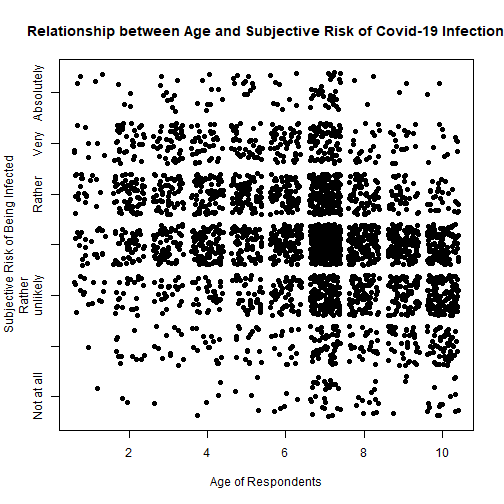 Relationship between Age and Subjective Risk of Covid-19 Infection
Subjective Risk of Being Infected
Absolutely
Very
Rather
Rather
unlikely
Not at all
2
4
6
8
10
Age of Respondents